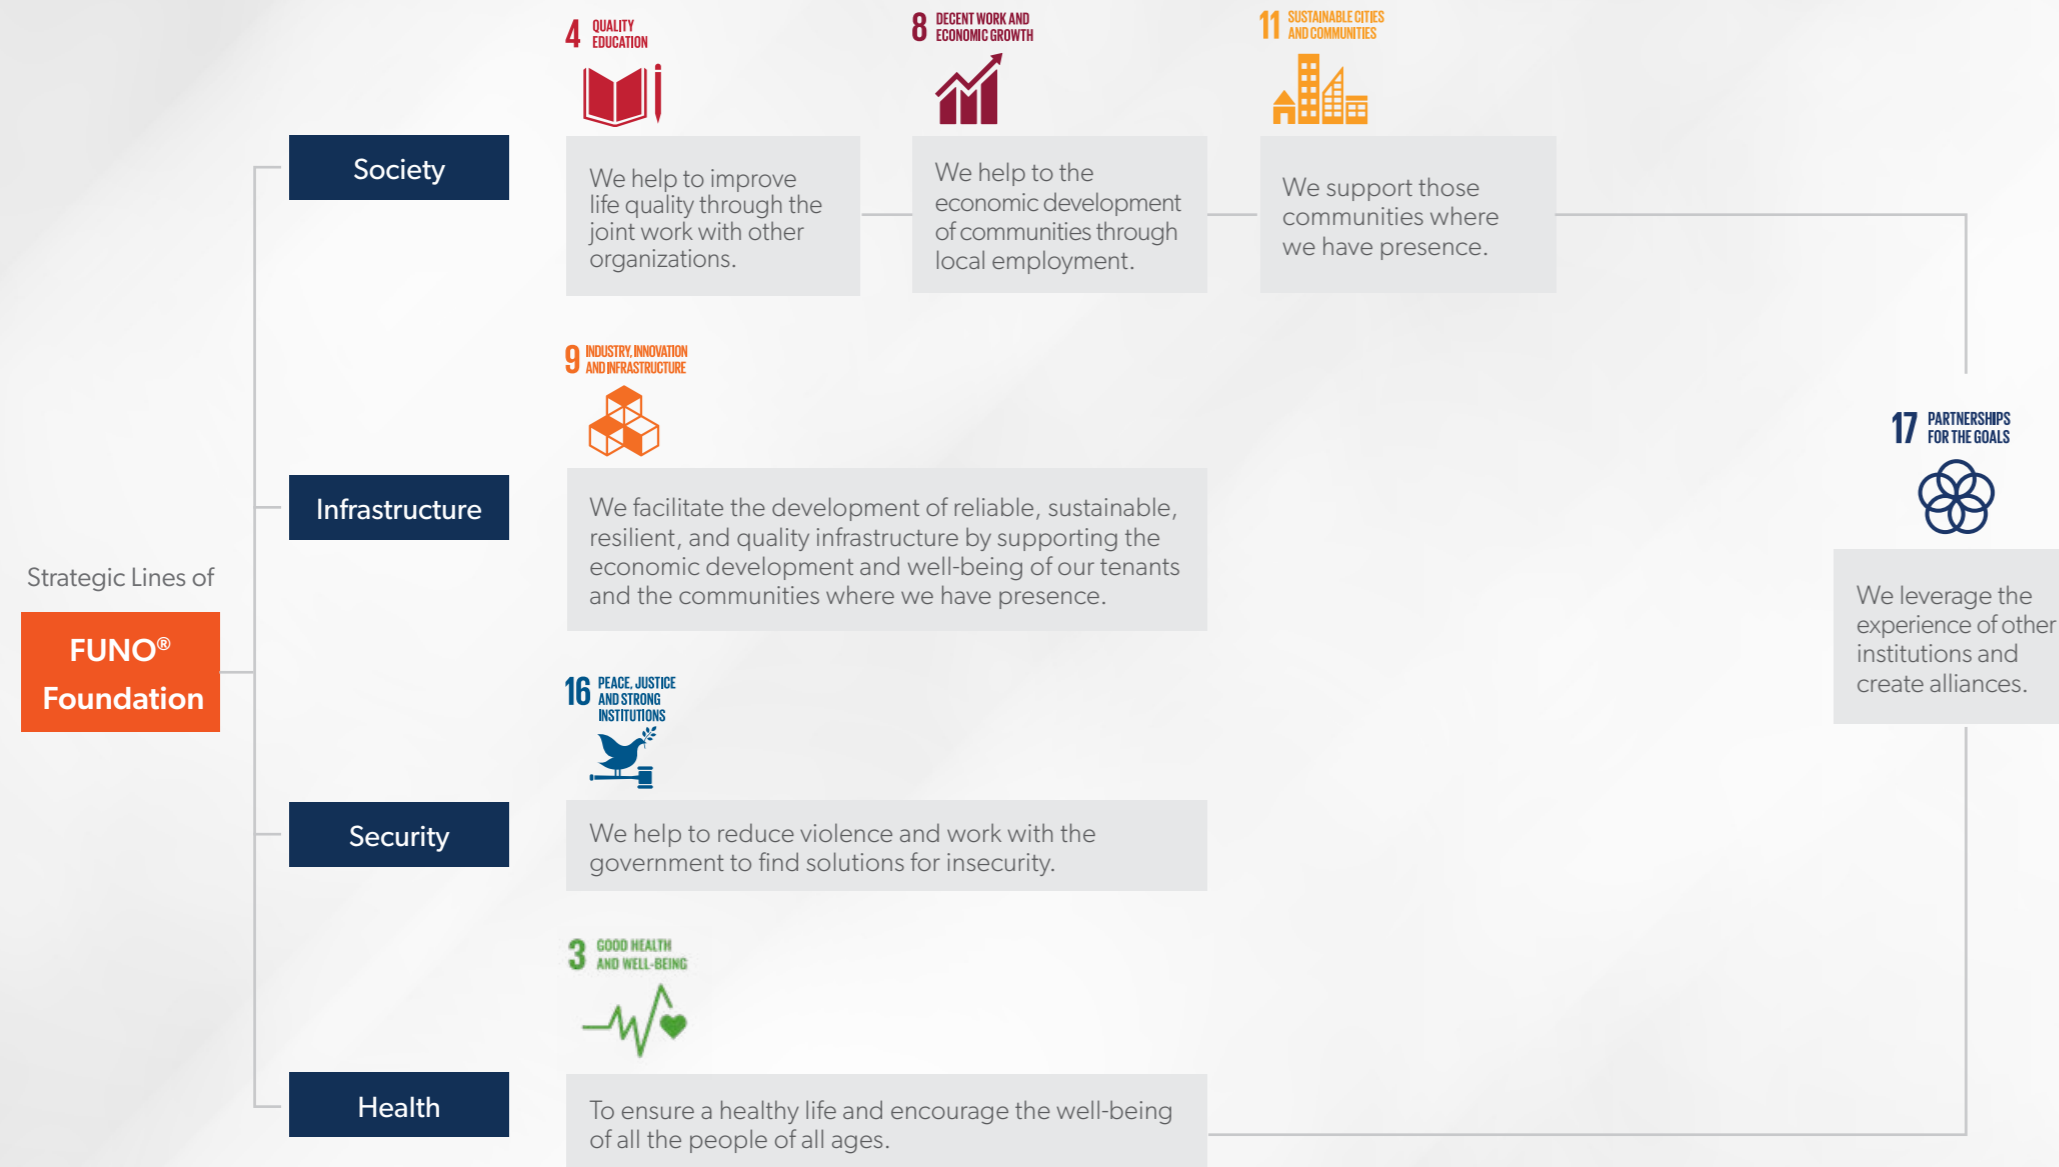 Strategic Lines of
FUNO®
Foundation
Society
4 QUALITY
EDUCATION
We help to improve
life quality through the
joint work with other
organizations.
8 DECENT WORK AND
ECONOMIC GROWTH
We help to the
economic development
of communities through
local employment.
11 SUSTAINABLE CITIES
AND COMMUNITIES
We support those
communities where
we have presence.
Infrastructure
9 INDUSTRY, INNOVATION
AND INFRASTRUCTURE
We facilitate the development of reliable, sustainable,
resilient, and quality infrastructure by supporting the
economic development and well-being of our tenants
and the communities where we have presence.
Security
16 PEACE, JUSTICE
AND STRONG
INSTITUTIONS
We help to reduce violence and work with the
government to find solutions for insecurity.
Health
3 GOOD HEALTH
AND WELL-BEING
To ensure a healthy life and encourage the well-being
of all the people of all ages.
17 PARTNERSHIPS
FOR THE GOALS
We leverage the
experience of other
institutions and
create alliances.